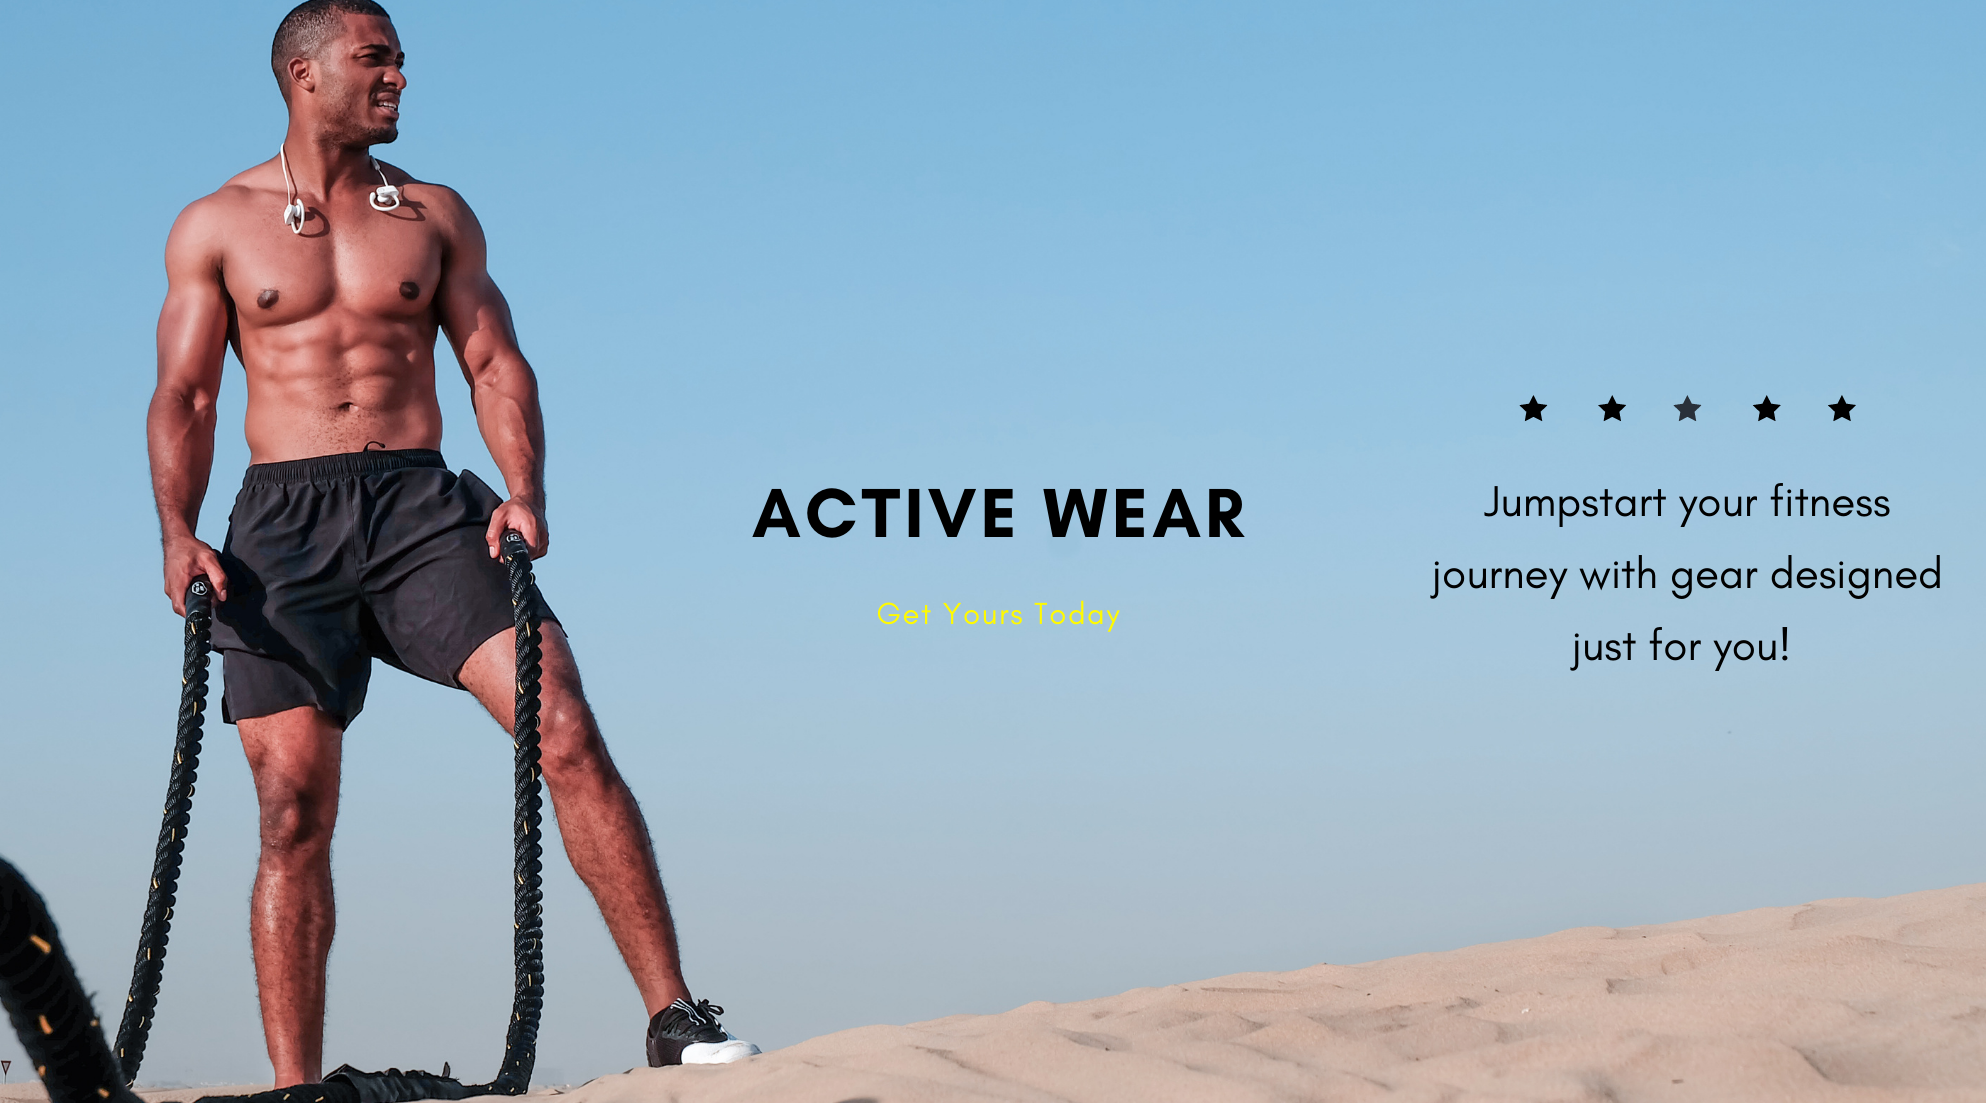 ACTIVE WEAR
Get Yours Today
Jumpstart your fitness
journey with gear designed
just for you!